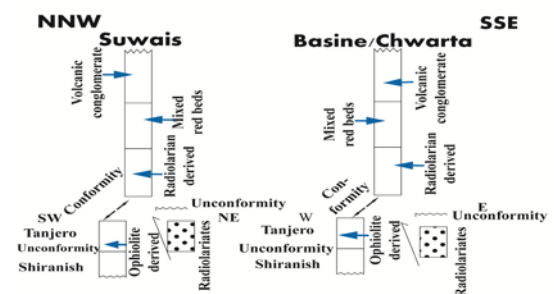 NNW
Suwais
Volcanic
conglomerate
Mixed
red beds
Radiolarian
derived
Conformity
SW
Unconformity
NE
Tanjero
Unconformity
Shiranish
Ophiolite
derived
Radiolariates
SSE
Basine/Chwarta
Volcanic
conglomerate
Mixed
red beds
Radiolarian
derived
Con-
formity
W
E
Unconformity
Tanjero
Unconformity
Shiranish
Ophiolite
derived
Radiolariates